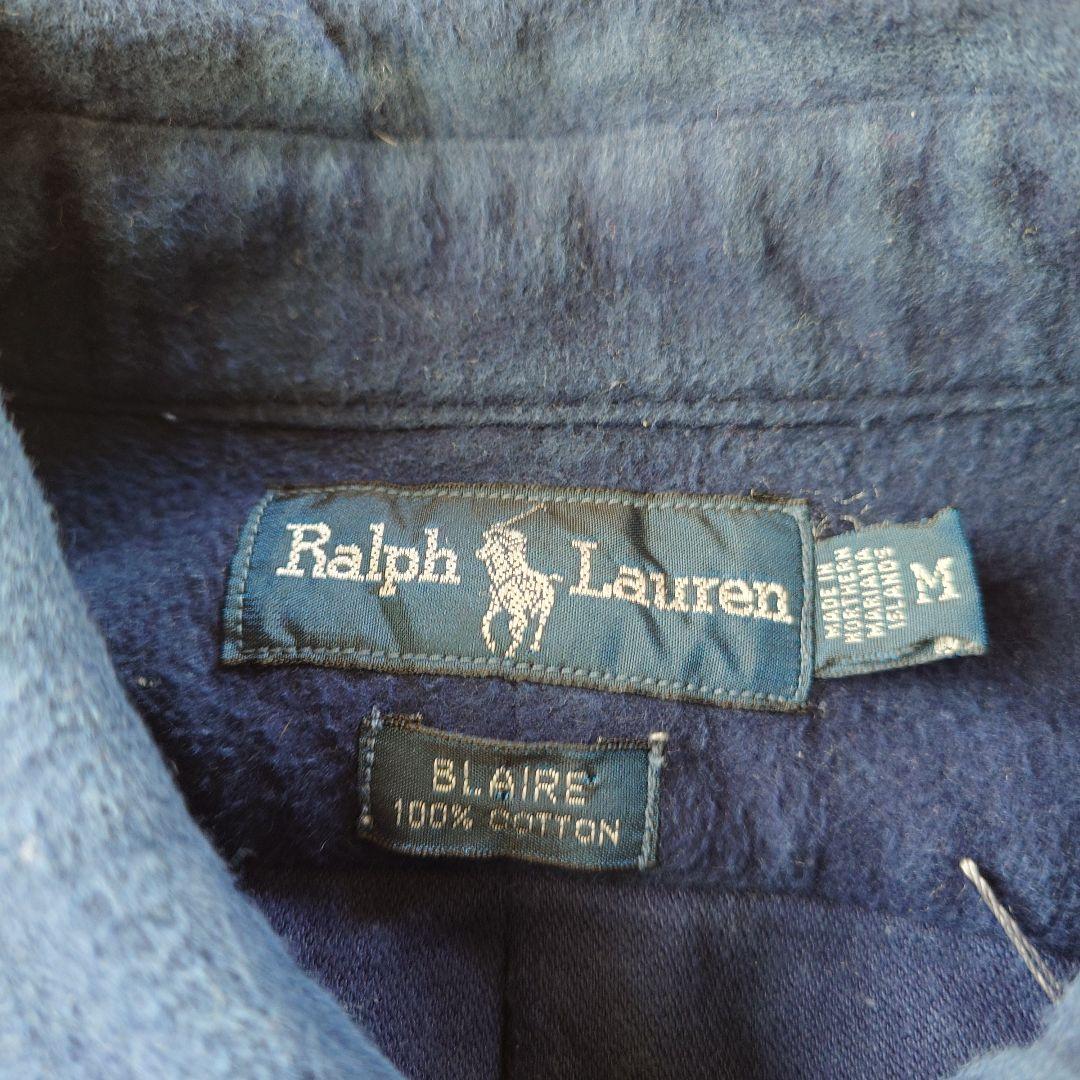 Ralph Lauren
MADE IN
NORTHERN
MARIANA
ISLANDS
M
BLAIRE
100% COTTON